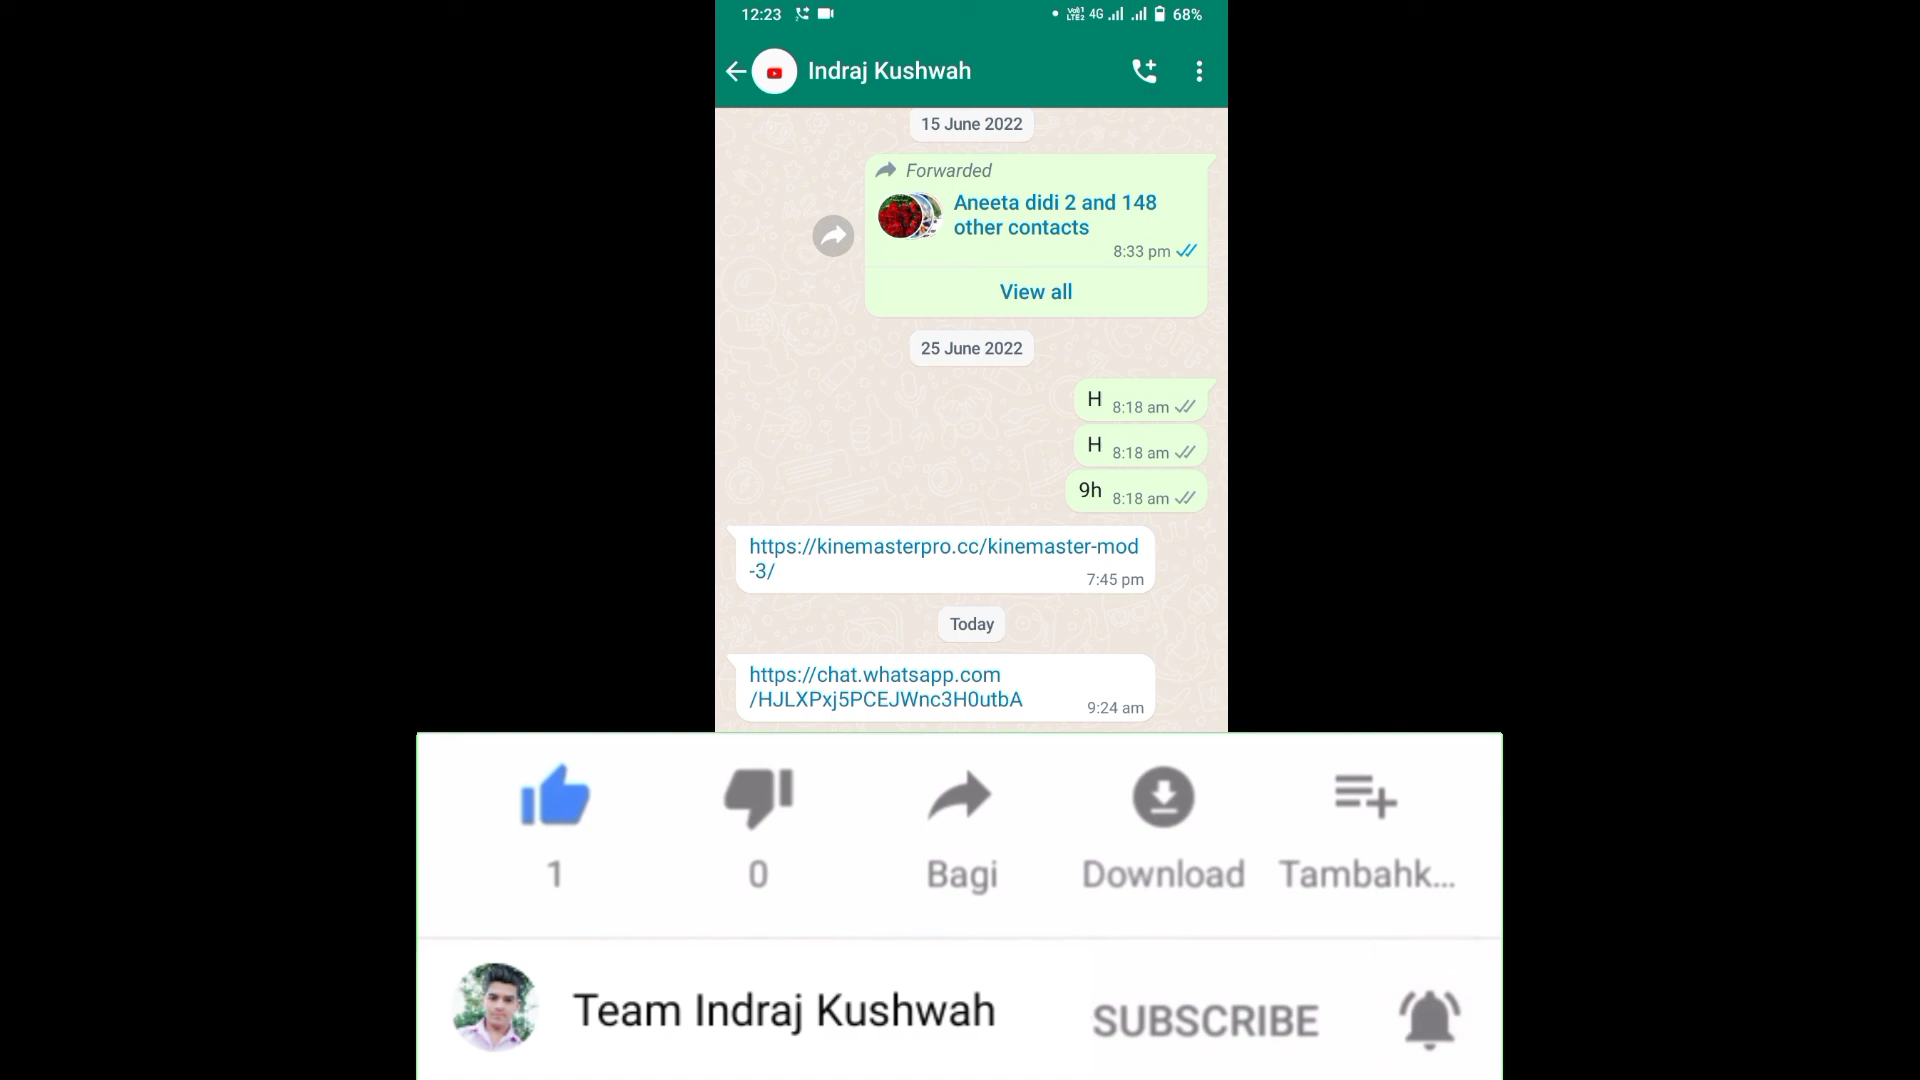 12:23
VoI1 LTE2 4G 68%
Indraj Kushwah
15 June 2022
Forwarded
Aneeta didi 2 and 148
other contacts
8:33 pm
View all
25 June 2022
H 8:18 am
H 8:18 am
9h 8:18 am
https://kinemasterpro.cc/kinemaster-mod
-3/
7:45 pm
Today
https://chat.whatsapp.com
/HJLXPxj5PCEJWnc3H0utbA
9:24 am
1 0 Bagi Download Tambahk...
Team Indraj Kushwah SUBSCRIBE